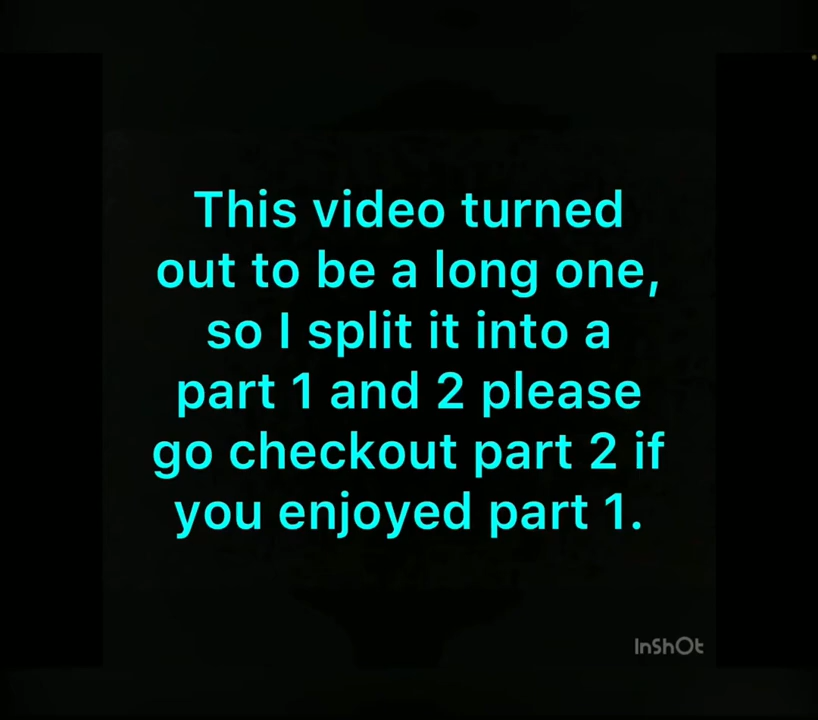 This video turned
out to be a long one,
so I split it into a
part 1 and 2 please
go checkout part 2 if
you enjoyed part 1.
InShOt